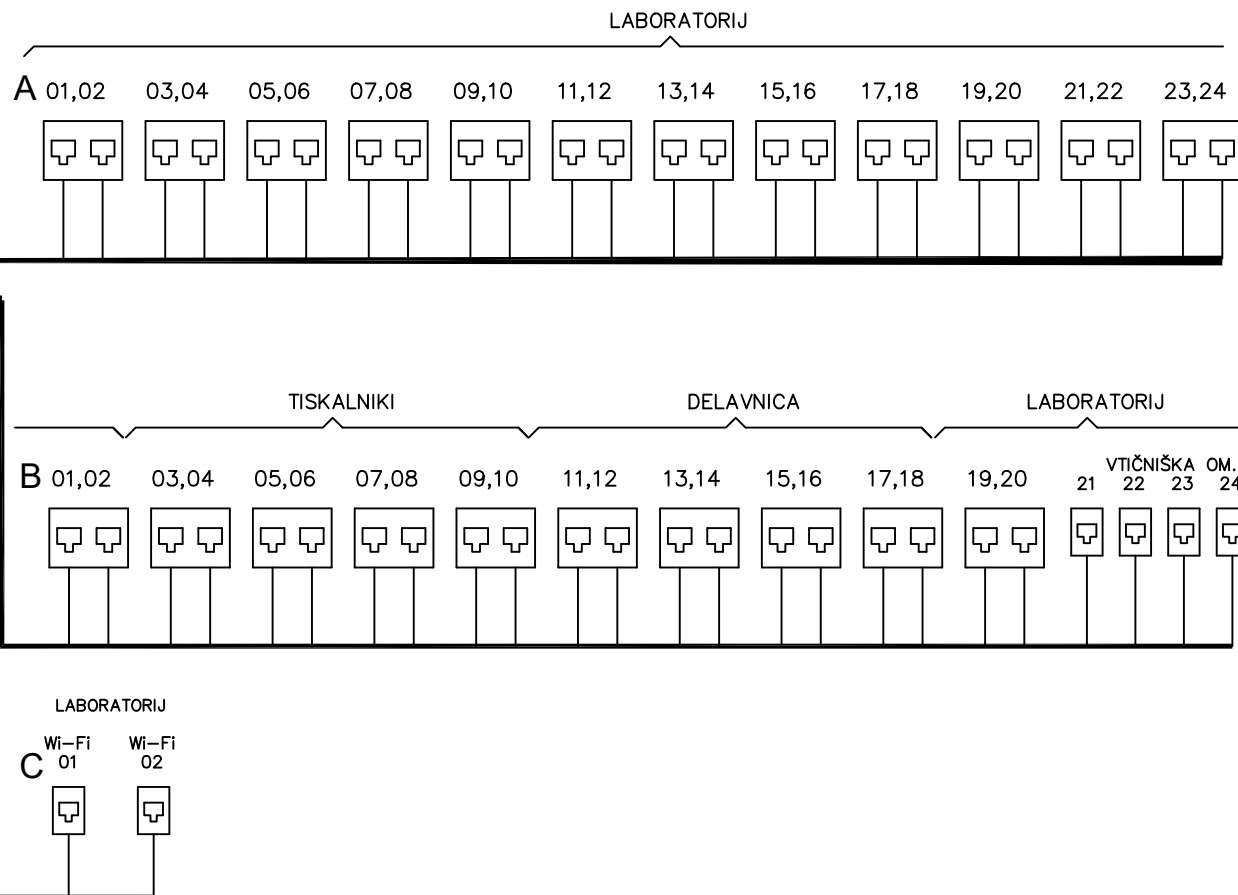 LABORATORIJ
A 01,02 03,04 05,06 07,08 09,10 11,12 13,14 15,16 17,18 19,20 21,22 23,24
TISKALNIKI DELAVNICA LABORATORIJ
VTIČNIŠKA OM.
B 01,02 03,04 05,06 07,08 09,10 11,12 13,14 15,16 17,18 19,20 21 22 23 24
LABORATORIJ
Wi-Fi Wi-Fi
C 01 02